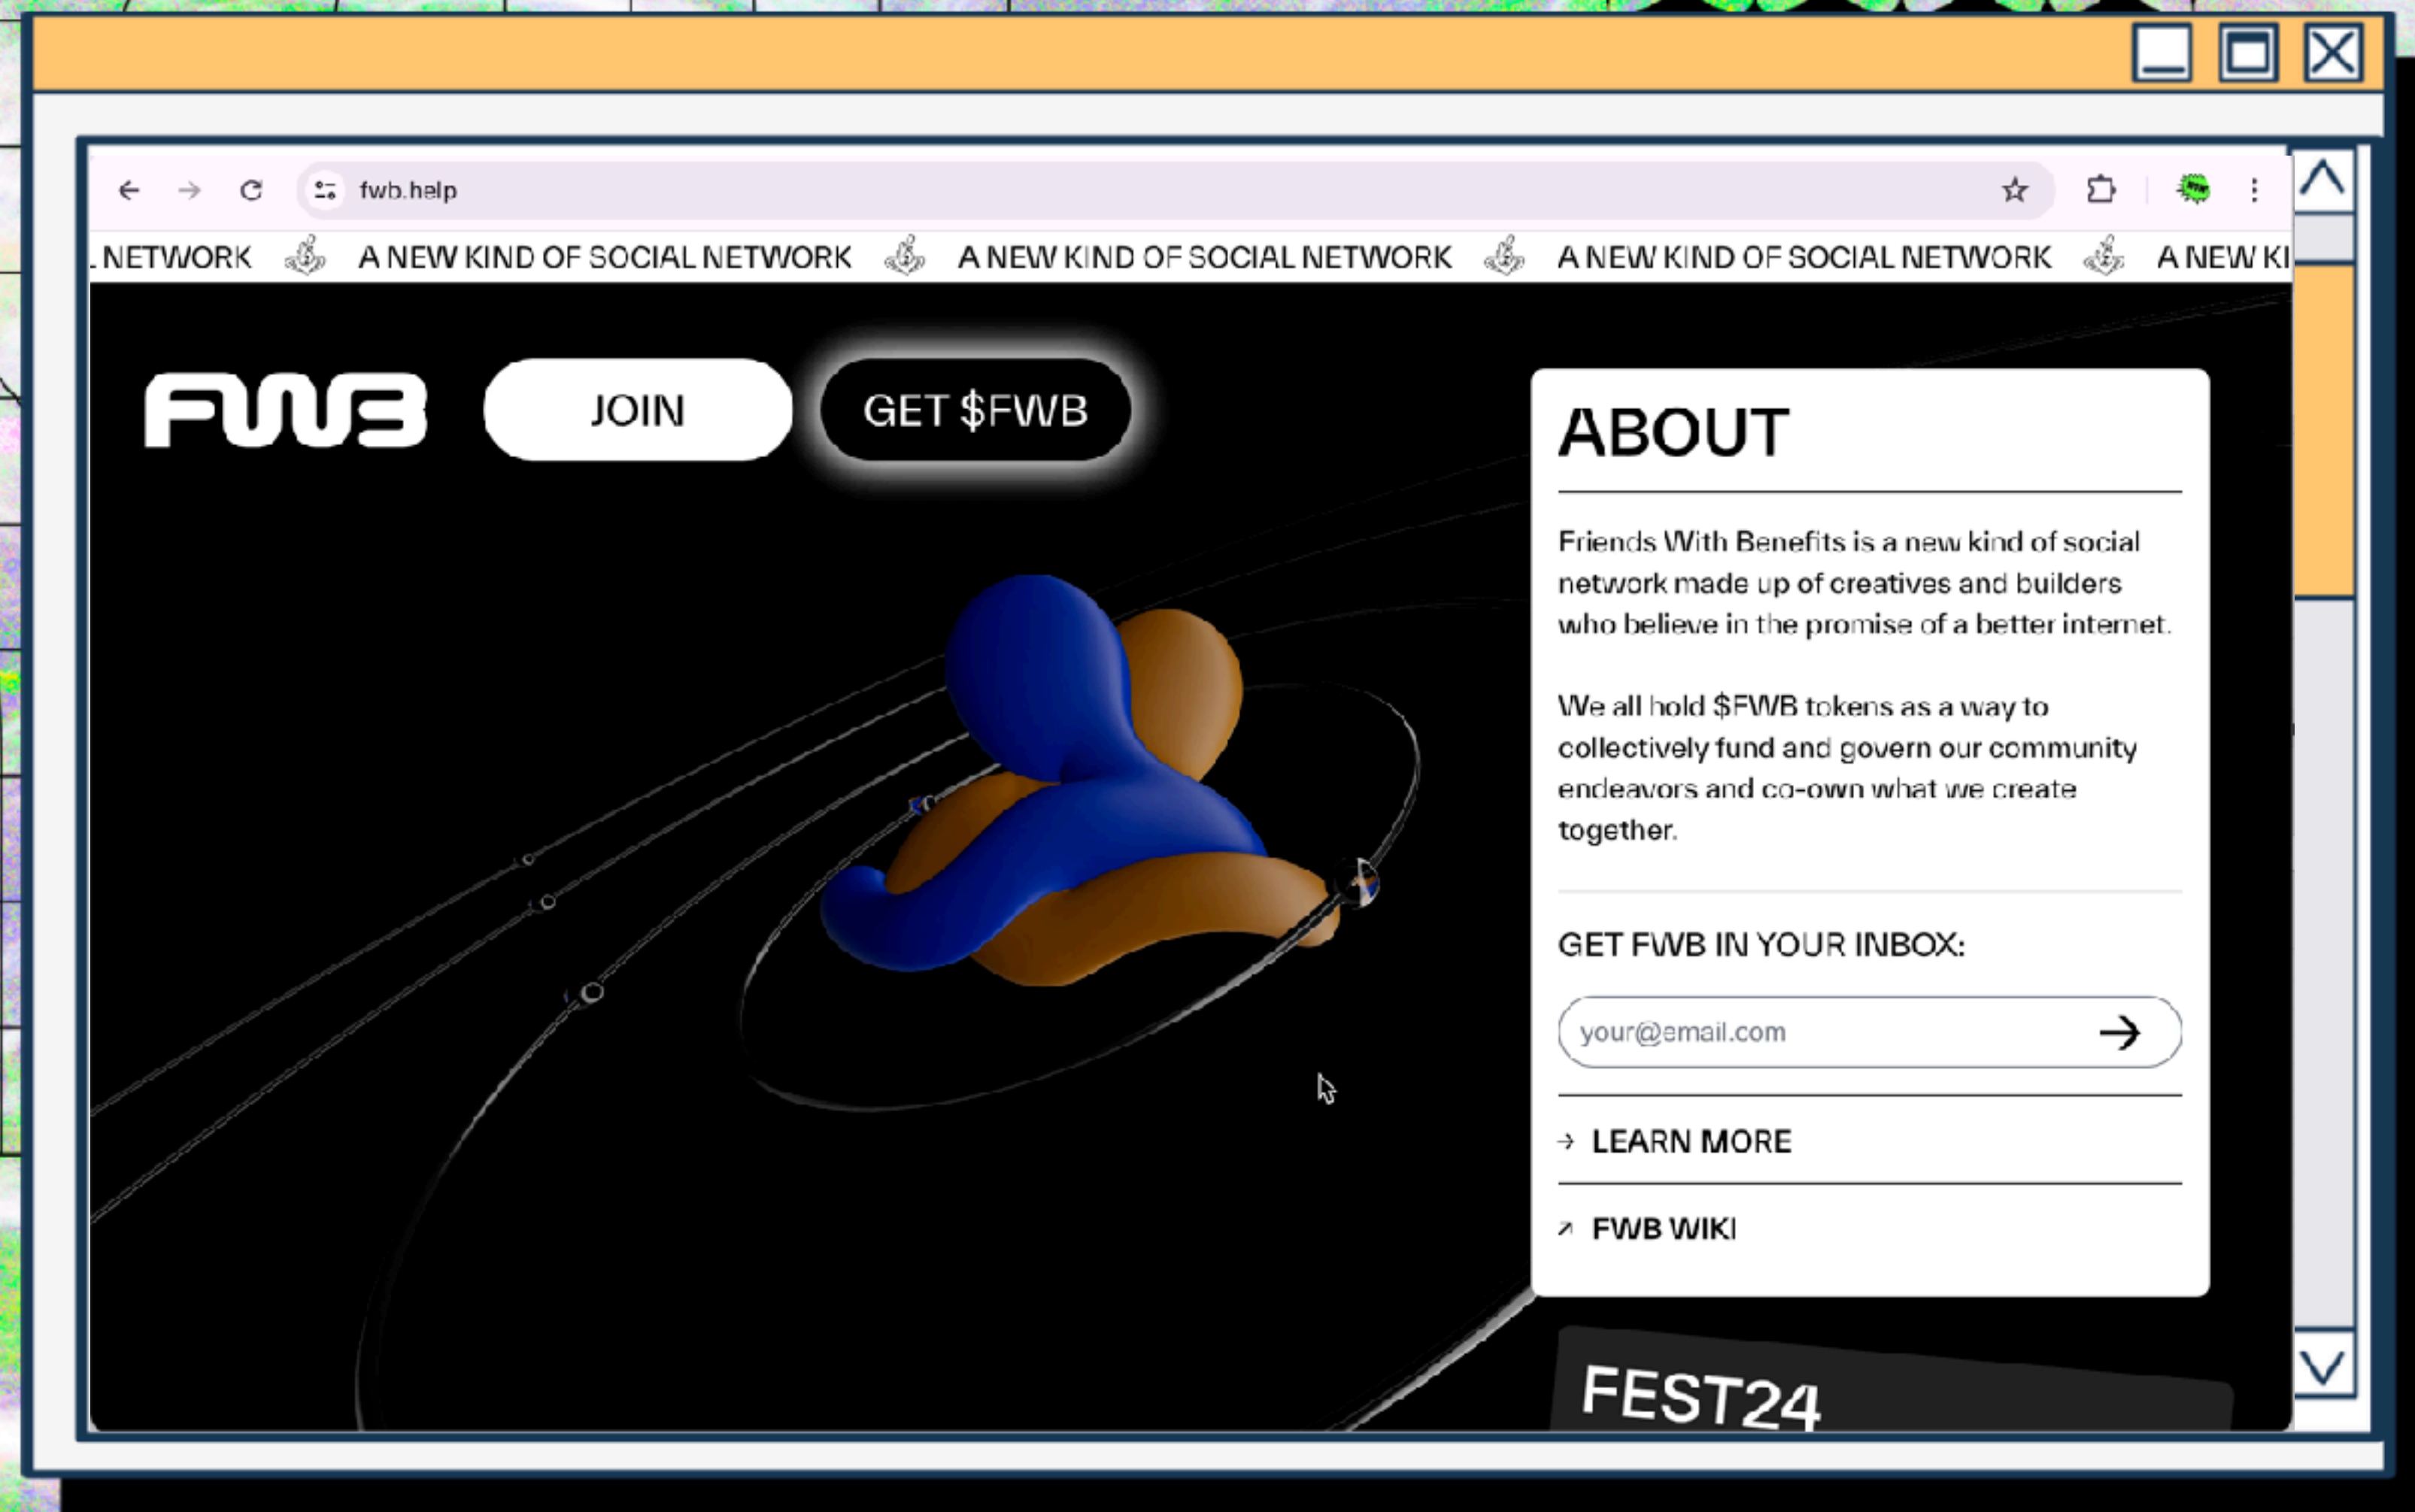 fwb.help
NETWORK A NEW KIND OF SOCIAL NETWORK A NEW KIND OF SOCIAL NETWORK A NEW KIND OF SOCIAL NETWORK A NEW KI
FWB JOIN GET $FWB
ABOUT
Friends With Benefits is a new kind of social
network made up of creatives and builders
who believe in the promise of a better internet.
We all hold $FWB tokens as a way to
collectively fund and govern our community
endeavors and co-own what we create
together.
GET FWB IN YOUR INBOX:
your@email.com
→ LEARN MORE
↗ FWB WIKI
FEST24